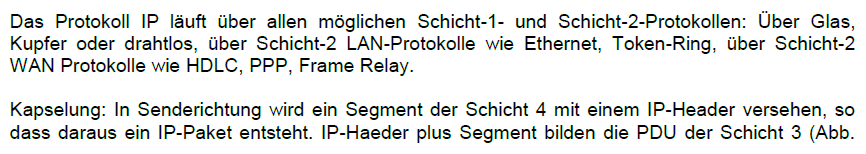 Das Protokoll IP läuft über allen möglichen Schicht-1- und Schicht-2-Protokollen: Über Glas,
Kupfer oder drahtlos, über Schicht-2 LAN-Protokolle wie Ethernet, Token-Ring, über Schicht-2
WAN Protokolle wie HDLC, PPP, Frame Relay.
Kapselung: In Senderichtung wird ein Segment der Schicht 4 mit einem IP-Header versehen, so
dass daraus ein IP-Paket entsteht. IP-Haeder plus Segment bilden die PDU der Schicht 3 (Abb.